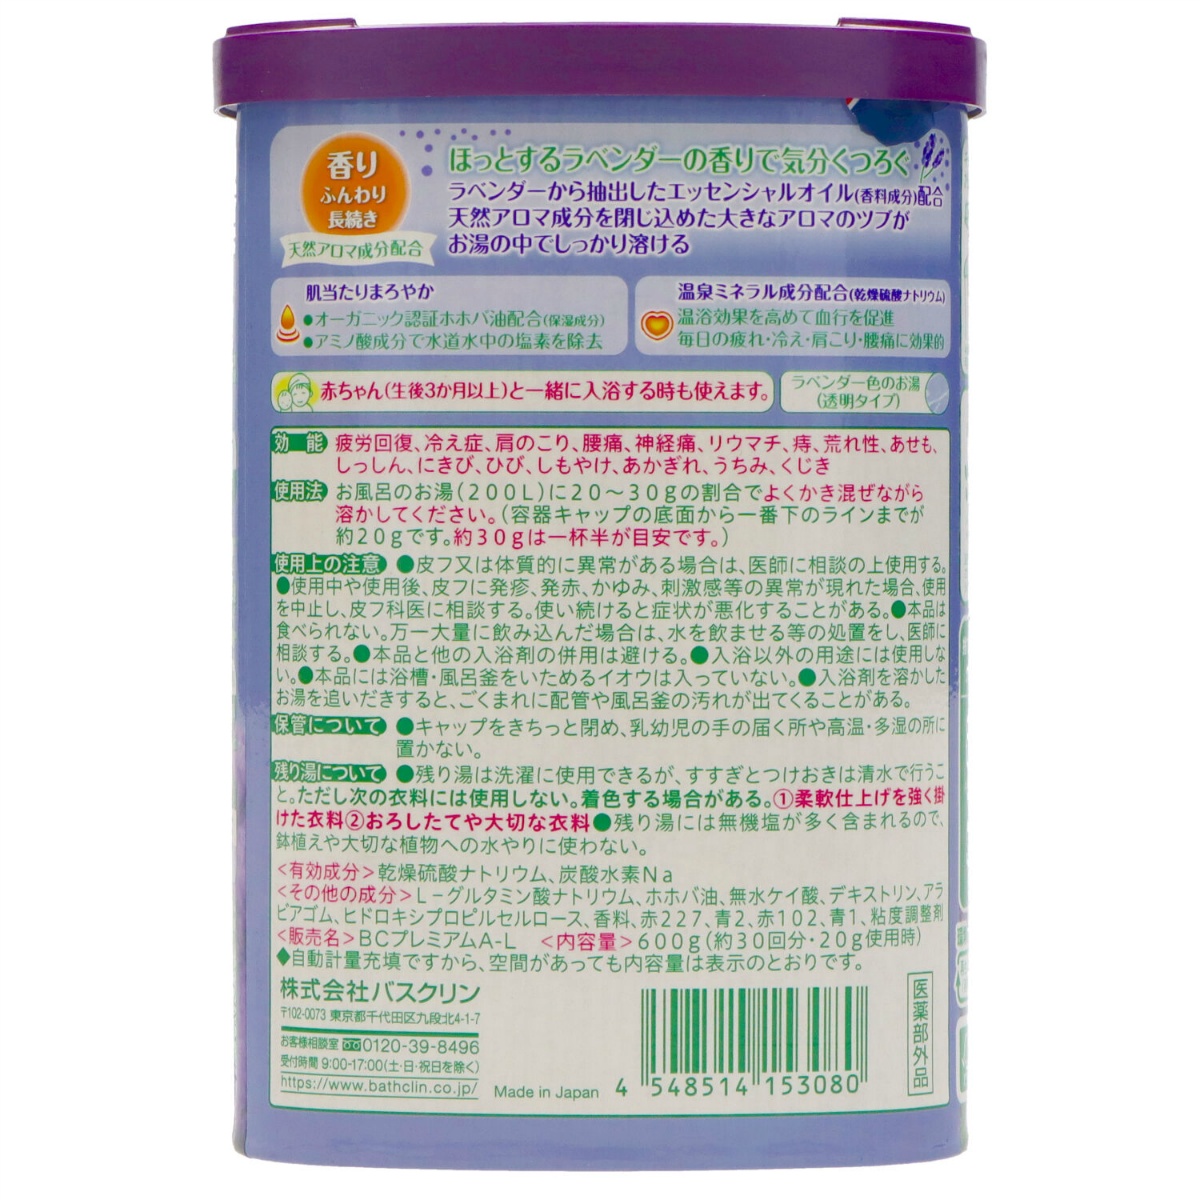 香り
ふんわり
長続き
天然アロマ成分配合
ほっとするラベンダーの香りで気分くつろぐ
ラベンダーから抽出したエッセンシャルオイル(香料成分)配合
天然アロマ成分を閉じ込めた大きなアロマのツブが
お湯の中でしっかり溶ける
肌当たりまろやか
●オーガニック認証ホホバ油配合(保湿成分)
●アミノ酸成分で水道水中の塩素を除去
温泉ミネラル成分配合(乾燥硫酸ナトリウム)
温浴効果を高めて血行を促進
毎日の疲れ・冷え・肩こり・腰痛に効果的
赤ちゃん(生後3か月以上)と一緒に入浴する時も使えます。
ラベンダー色のお湯
(透明タイプ)
効 能 疲労回復、冷え症、肩のこり、腰痛、神経痛、リウマチ、痔、荒れ性、あせも、
しっしん、にきび、ひび、しもやけ、あかぎれ、うちみ、くじき
使用法 お風呂のお湯(200L)に20〜30gの割合でよくかき混ぜながら
溶かしてください。(容器キャップの底面から一番下のラインまでが
約20gです。約30gは一杯半が目安です。)
使用上の注意 ●皮フ又は体質的に異常がある場合は、医師に相談の上使用する。
●使用中や使用後、皮フに発疹、発赤、かゆみ、刺激感等の異常が現れた場合、使用
を中止し、皮フ科医に相談する。使い続けると症状が悪化することがある。●本品は
食べられない。万一大量に飲み込んだ場合は、水を飲ませる等の処置をし、医師に
相談する。●本品と他の入浴剤の併用は避ける。●入浴以外の用途には使用しな
い。●本品には浴槽・風呂釜をいためるイオウは入っていない。●入浴剤を溶かした
お湯を追いだきすると、ごくまれに配管や風呂釜の汚れが出てくることがある。
保管について ●キャップをきちっと閉め、乳幼児の手の届く所や高温・多湿の所に
置かない。
残り湯について ●残り湯は洗濯に使用できるが、すすぎとつけおきは清水で行うこ
と。ただし次の衣料には使用しない。着色する場合がある。①柔軟仕上げを強く掛
けた衣料②おろしたてや大切な衣料●残り湯には無機塩が多く含まれるので、
鉢植えや大切な植物への水やりに使わない。
<有効成分>乾燥硫酸ナトリウム、炭酸水素Na
<その他の成分>L-グルタミン酸ナトリウム、ホホバ油、無水ケイ酸、デキストリン、アラ
ビアゴム、ヒドロキシプロピルセルロース、香料、赤227、青2、赤102、青1、粘度調整剤
<販売名>BCプレミアムA-L <内容量>600g(約30回分・20g使用時)
◆自動計量充填ですから、空間があっても内容量は表示のとおりです。
株式会社バスクリン
〒102-0073 東京都千代田区九段北4-1-7
お客様相談室 0120-39-8496
受付時間 9:00-17:00(土・日・祝日を除く)
https://www.bathclin.co.jp/
Made in Japan
4 548514 153080
医薬部外品